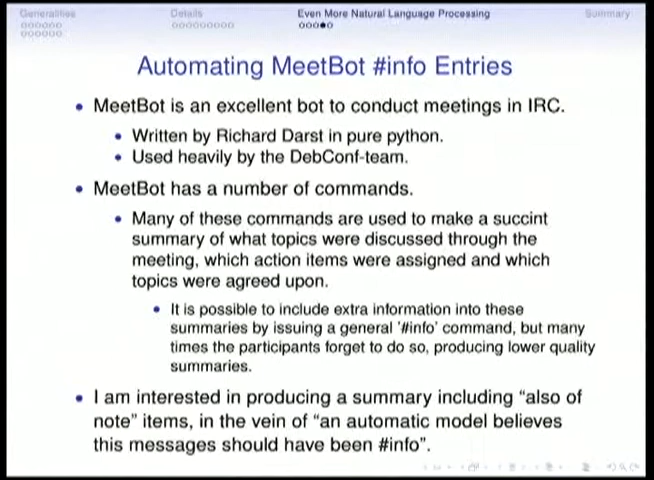 Generalities Details Even More Natural Language Processing Summary
Automating MeetBot #info Entries
• MeetBot is an excellent bot to conduct meetings in IRC.
• Written by Richard Darst in pure python.
• Used heavily by the DebConf-team.
• MeetBot has a number of commands.
• Many of these commands are used to make a succint
summary of what topics were discussed through the
meeting, which action items were assigned and which
topics were agreed upon.
• It is possible to include extra information into these
summaries by issuing a general '#info' command, but many
times the participants forget to do so, producing lower quality
summaries.
• I am interested in producing a summary including “also of
note” items, in the vein of “an automatic model believes
this messages should have been #info”.